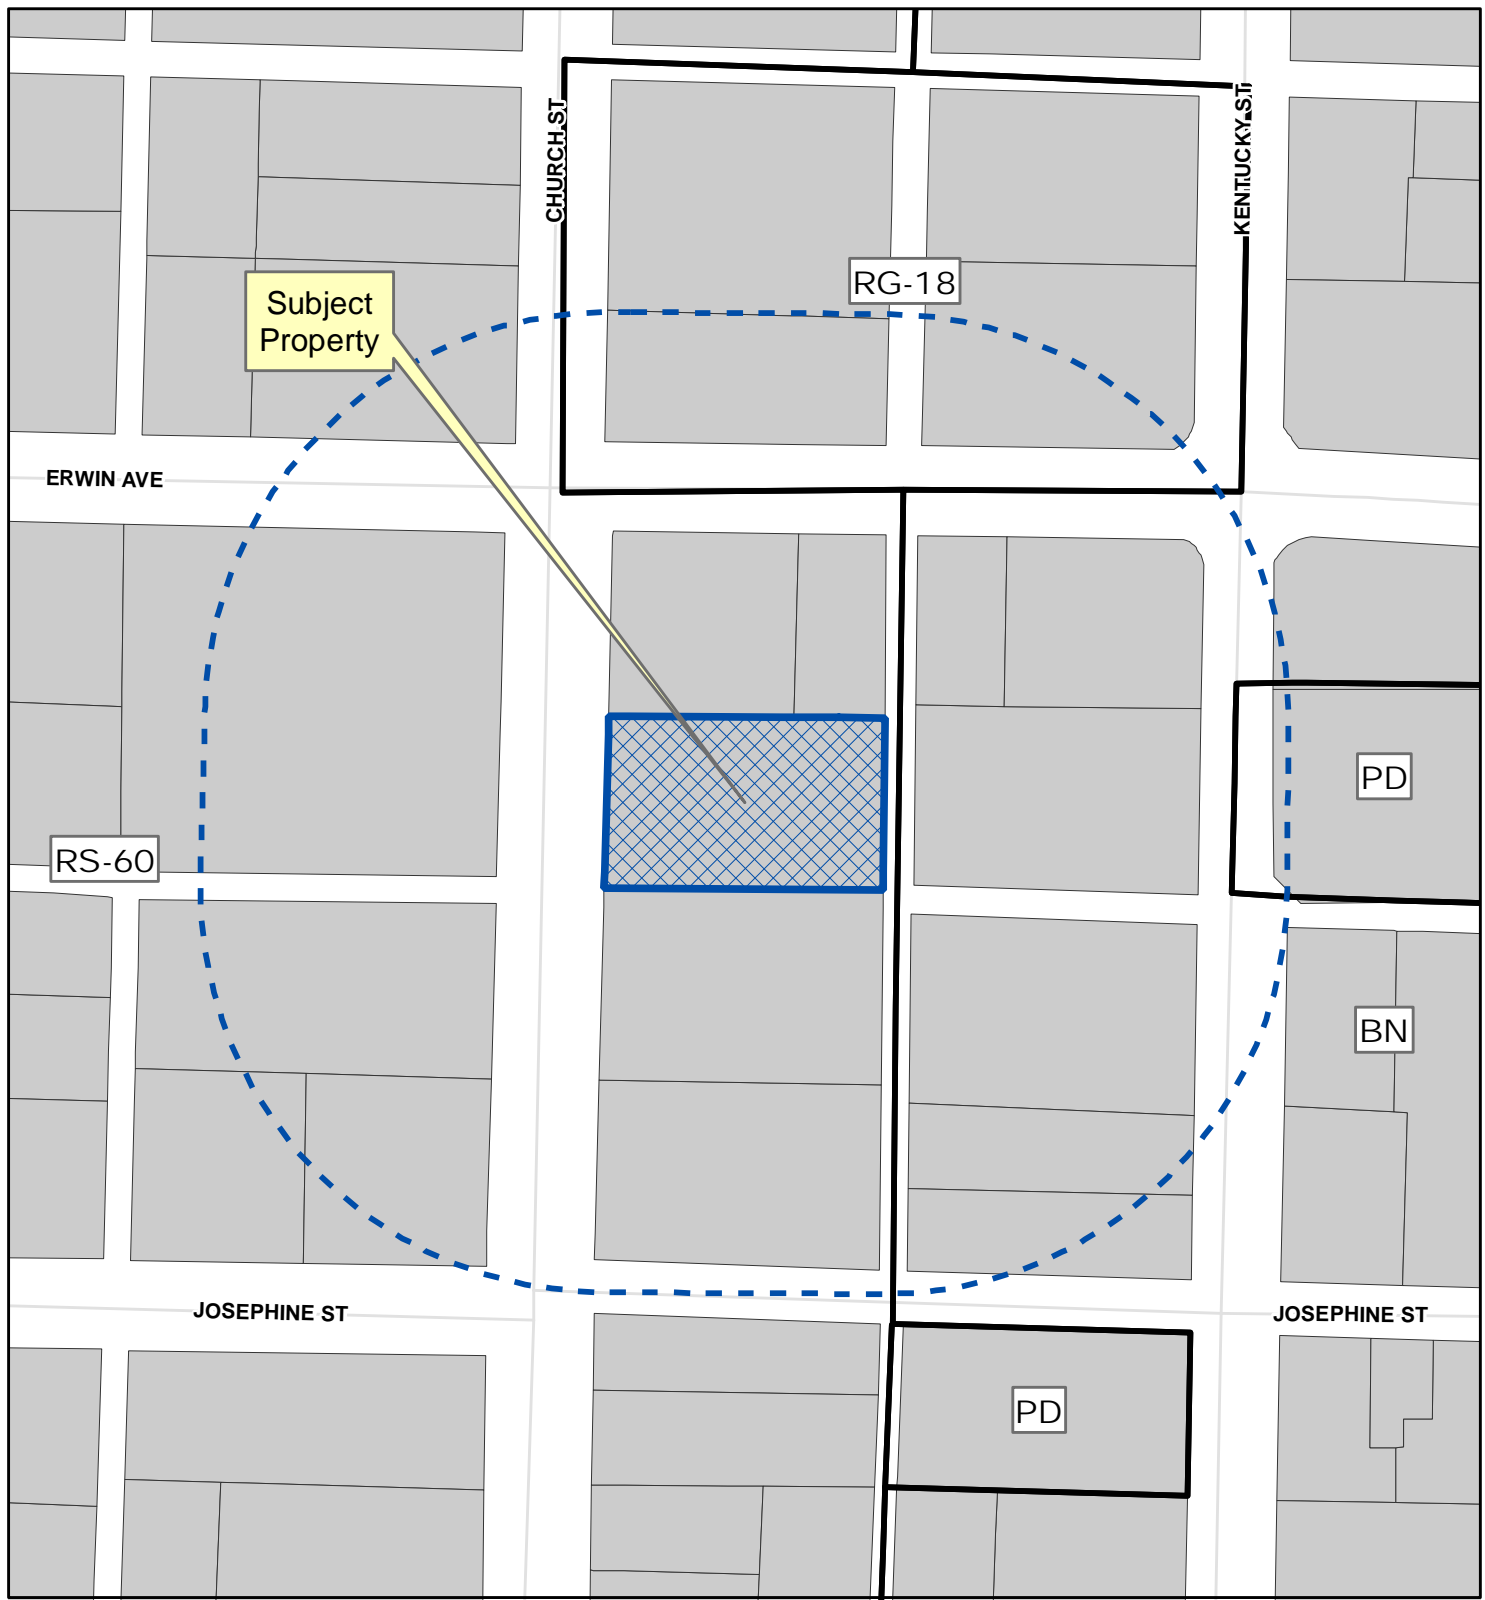 CHURCH ST
KENTUCKY ST
RG-18
Subject
Property
ERWIN AVE
PD
RS-60
BN
JOSEPHINE ST
JOSEPHINE ST
PD